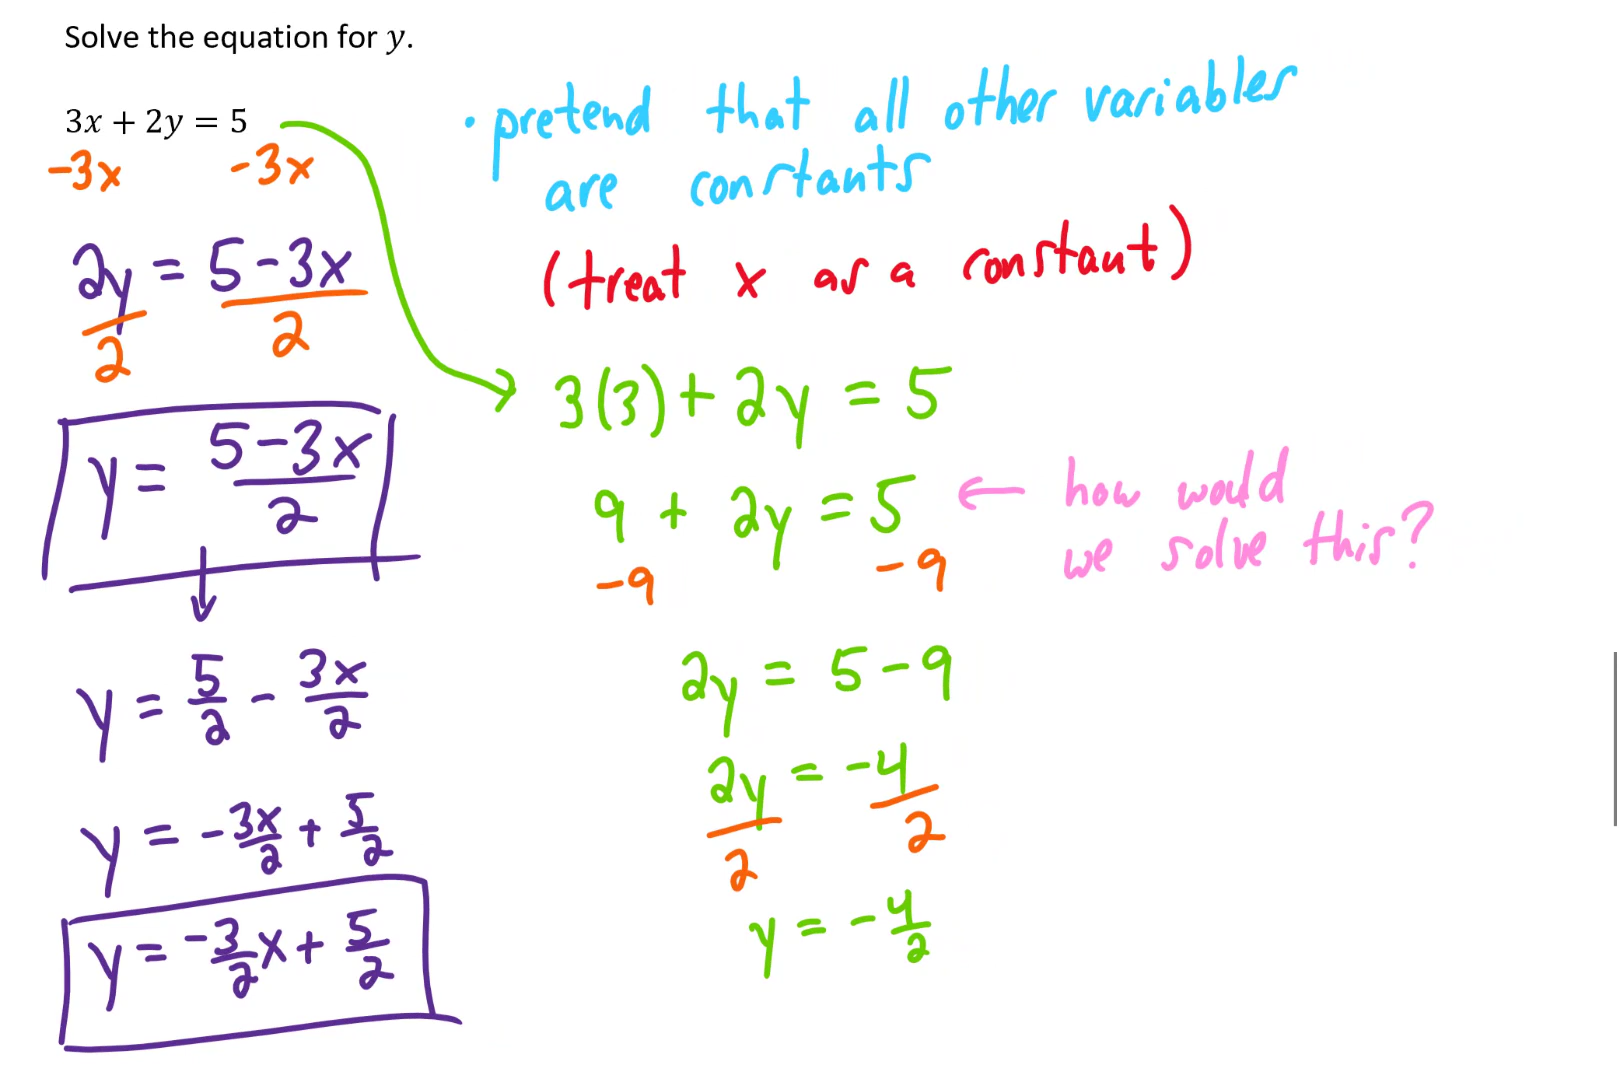 Solve the equation for y.
3x + 2y = 5
-3x -3x
2y = 5-3x
2 2
y = 5-3x
2
y = 5/2 - 3x/2
y = -3x/2 + 5/2
y = -3/2x + 5/2
· pretend that all other variables
are constants
(treat x as a constant)
3(3) + 2y = 5
9 + 2y = 5 ← how would
we solve this?
-9 -9
2y = 5-9
2y = -4
2 2
y = -4/2